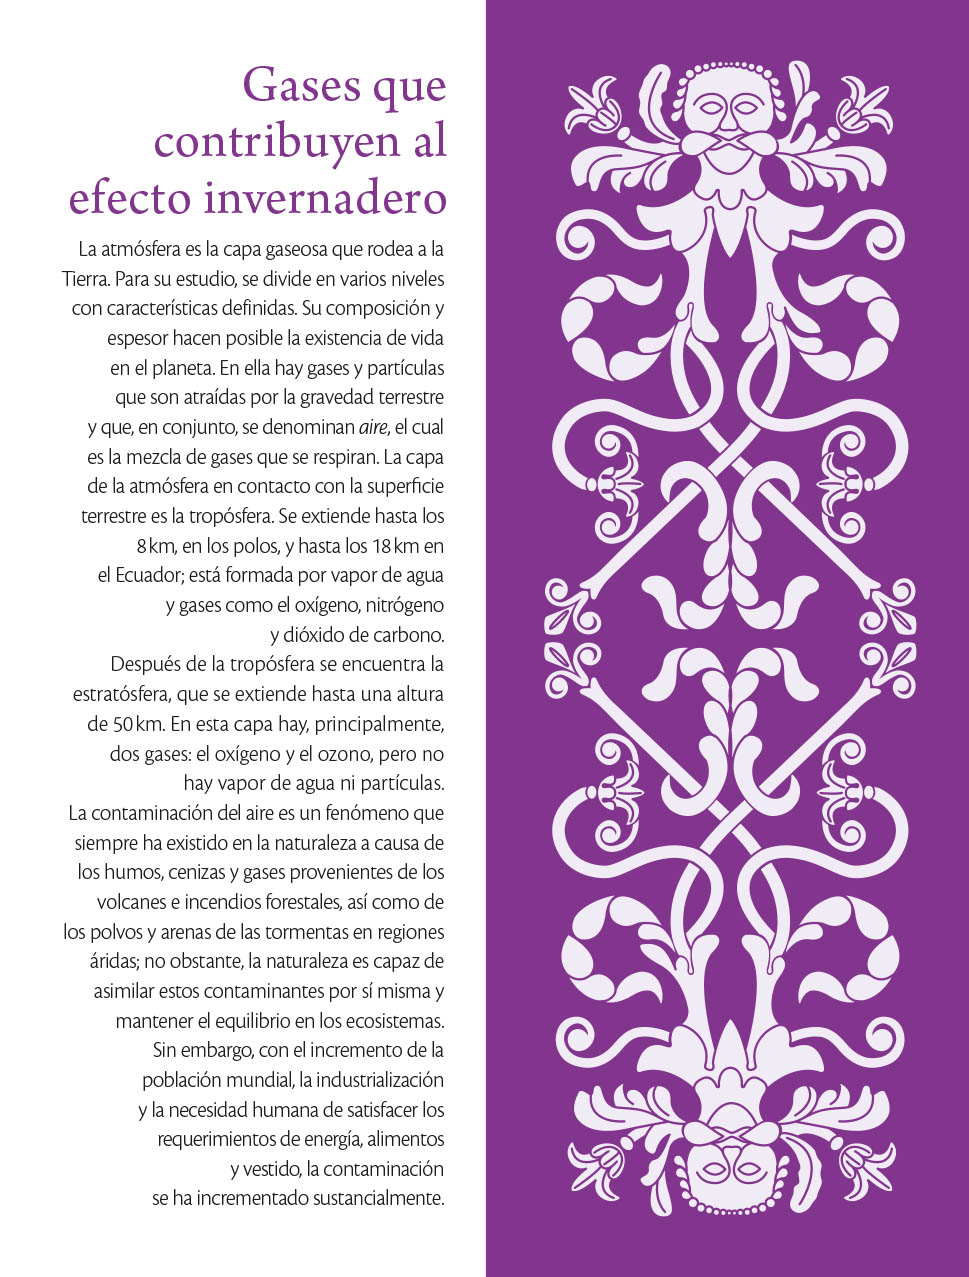 Gases que
contribuyen al
efecto invernadero
La atmósfera es la capa gaseosa que rodea a la
Tierra. Para su estudio, se divide en varios niveles
con características definidas. Su composición y
espesor hacen posible la existencia de vida
en el planeta. En ella hay gases y partículas
que son atraídas por la gravedad terrestre
y que, en conjunto, se denominan aire, el cual
es la mezcla de gases que se respiran. La capa
de la atmósfera en contacto con la superficie
terrestre es la tropósfera. Se extiende hasta los
8 km, en los polos, y hasta los 18 km en
el Ecuador; está formada por vapor de agua
y gases como el oxígeno, nitrógeno
y dióxido de carbono.
Después de la tropósfera se encuentra la
estratósfera, que se extiende hasta una altura
de 50 km. En esta capa hay, principalmente,
dos gases: el oxígeno y el ozono, pero no
hay vapor de agua ni partículas.
La contaminación del aire es un fenómeno que
siempre ha existido en la naturaleza a causa de
los humos, cenizas y gases provenientes de los
volcanes e incendios forestales, así como de
los polvos y arenas de las tormentas en regiones
áridas; no obstante, la naturaleza es capaz de
asimilar estos contaminantes por sí misma y
mantener el equilibrio en los ecosistemas.
Sin embargo, con el incremento de la
población mundial, la industrialización
y la necesidad humana de satisfacer los
requerimientos de energía, alimentos
y vestido, la contaminación
se ha incrementado sustancialmente.